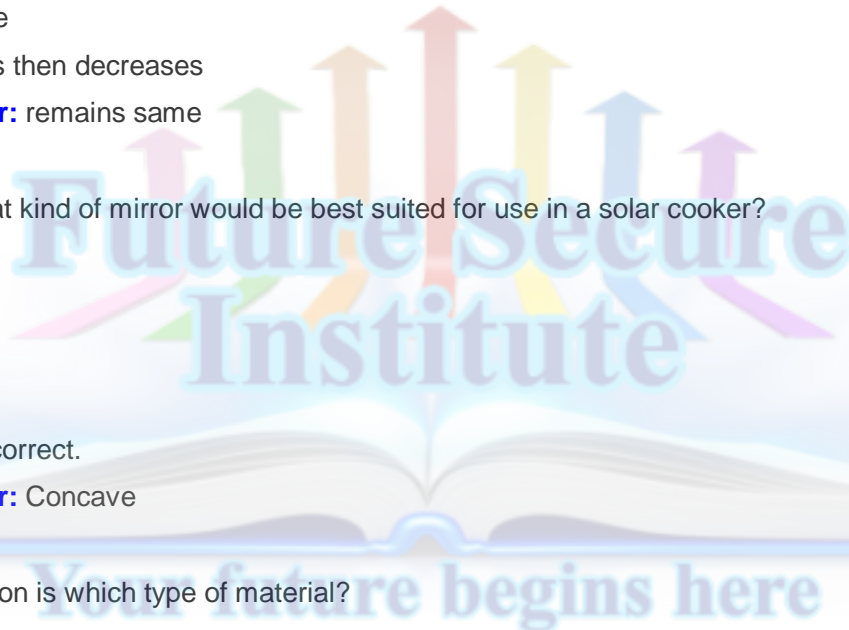 e
s then decreases
r: remains same
at kind of mirror would be best suited for use in a solar cooker?
Future Secure
Institute
correct.
r: Concave
on is which type of material?
Your future begins here